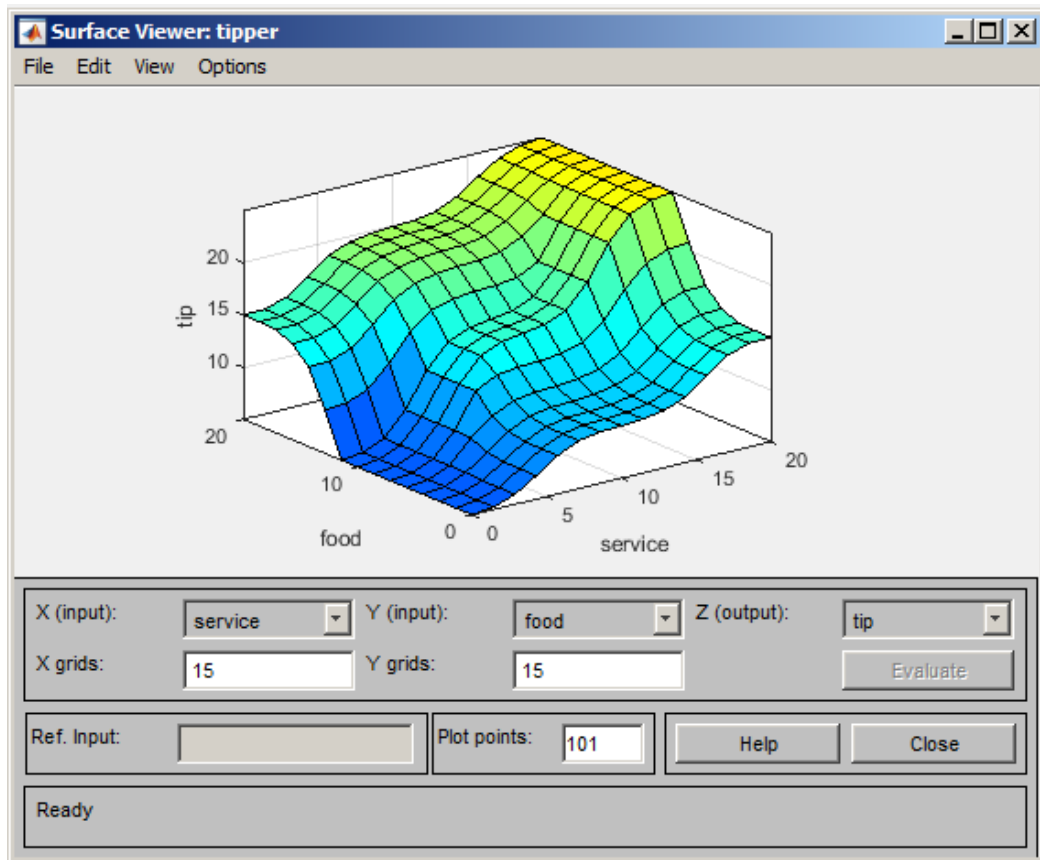 Surface Viewer: tipper
File Edit View Options
20
15
10
tip
20
10
0
food
0
5
10
15
20
service
X (input): service Y (input): food Z (output): tip
X grids: 15 Y grids: 15 Evaluate
Ref. Input: Plot points: 101 Help Close
Ready